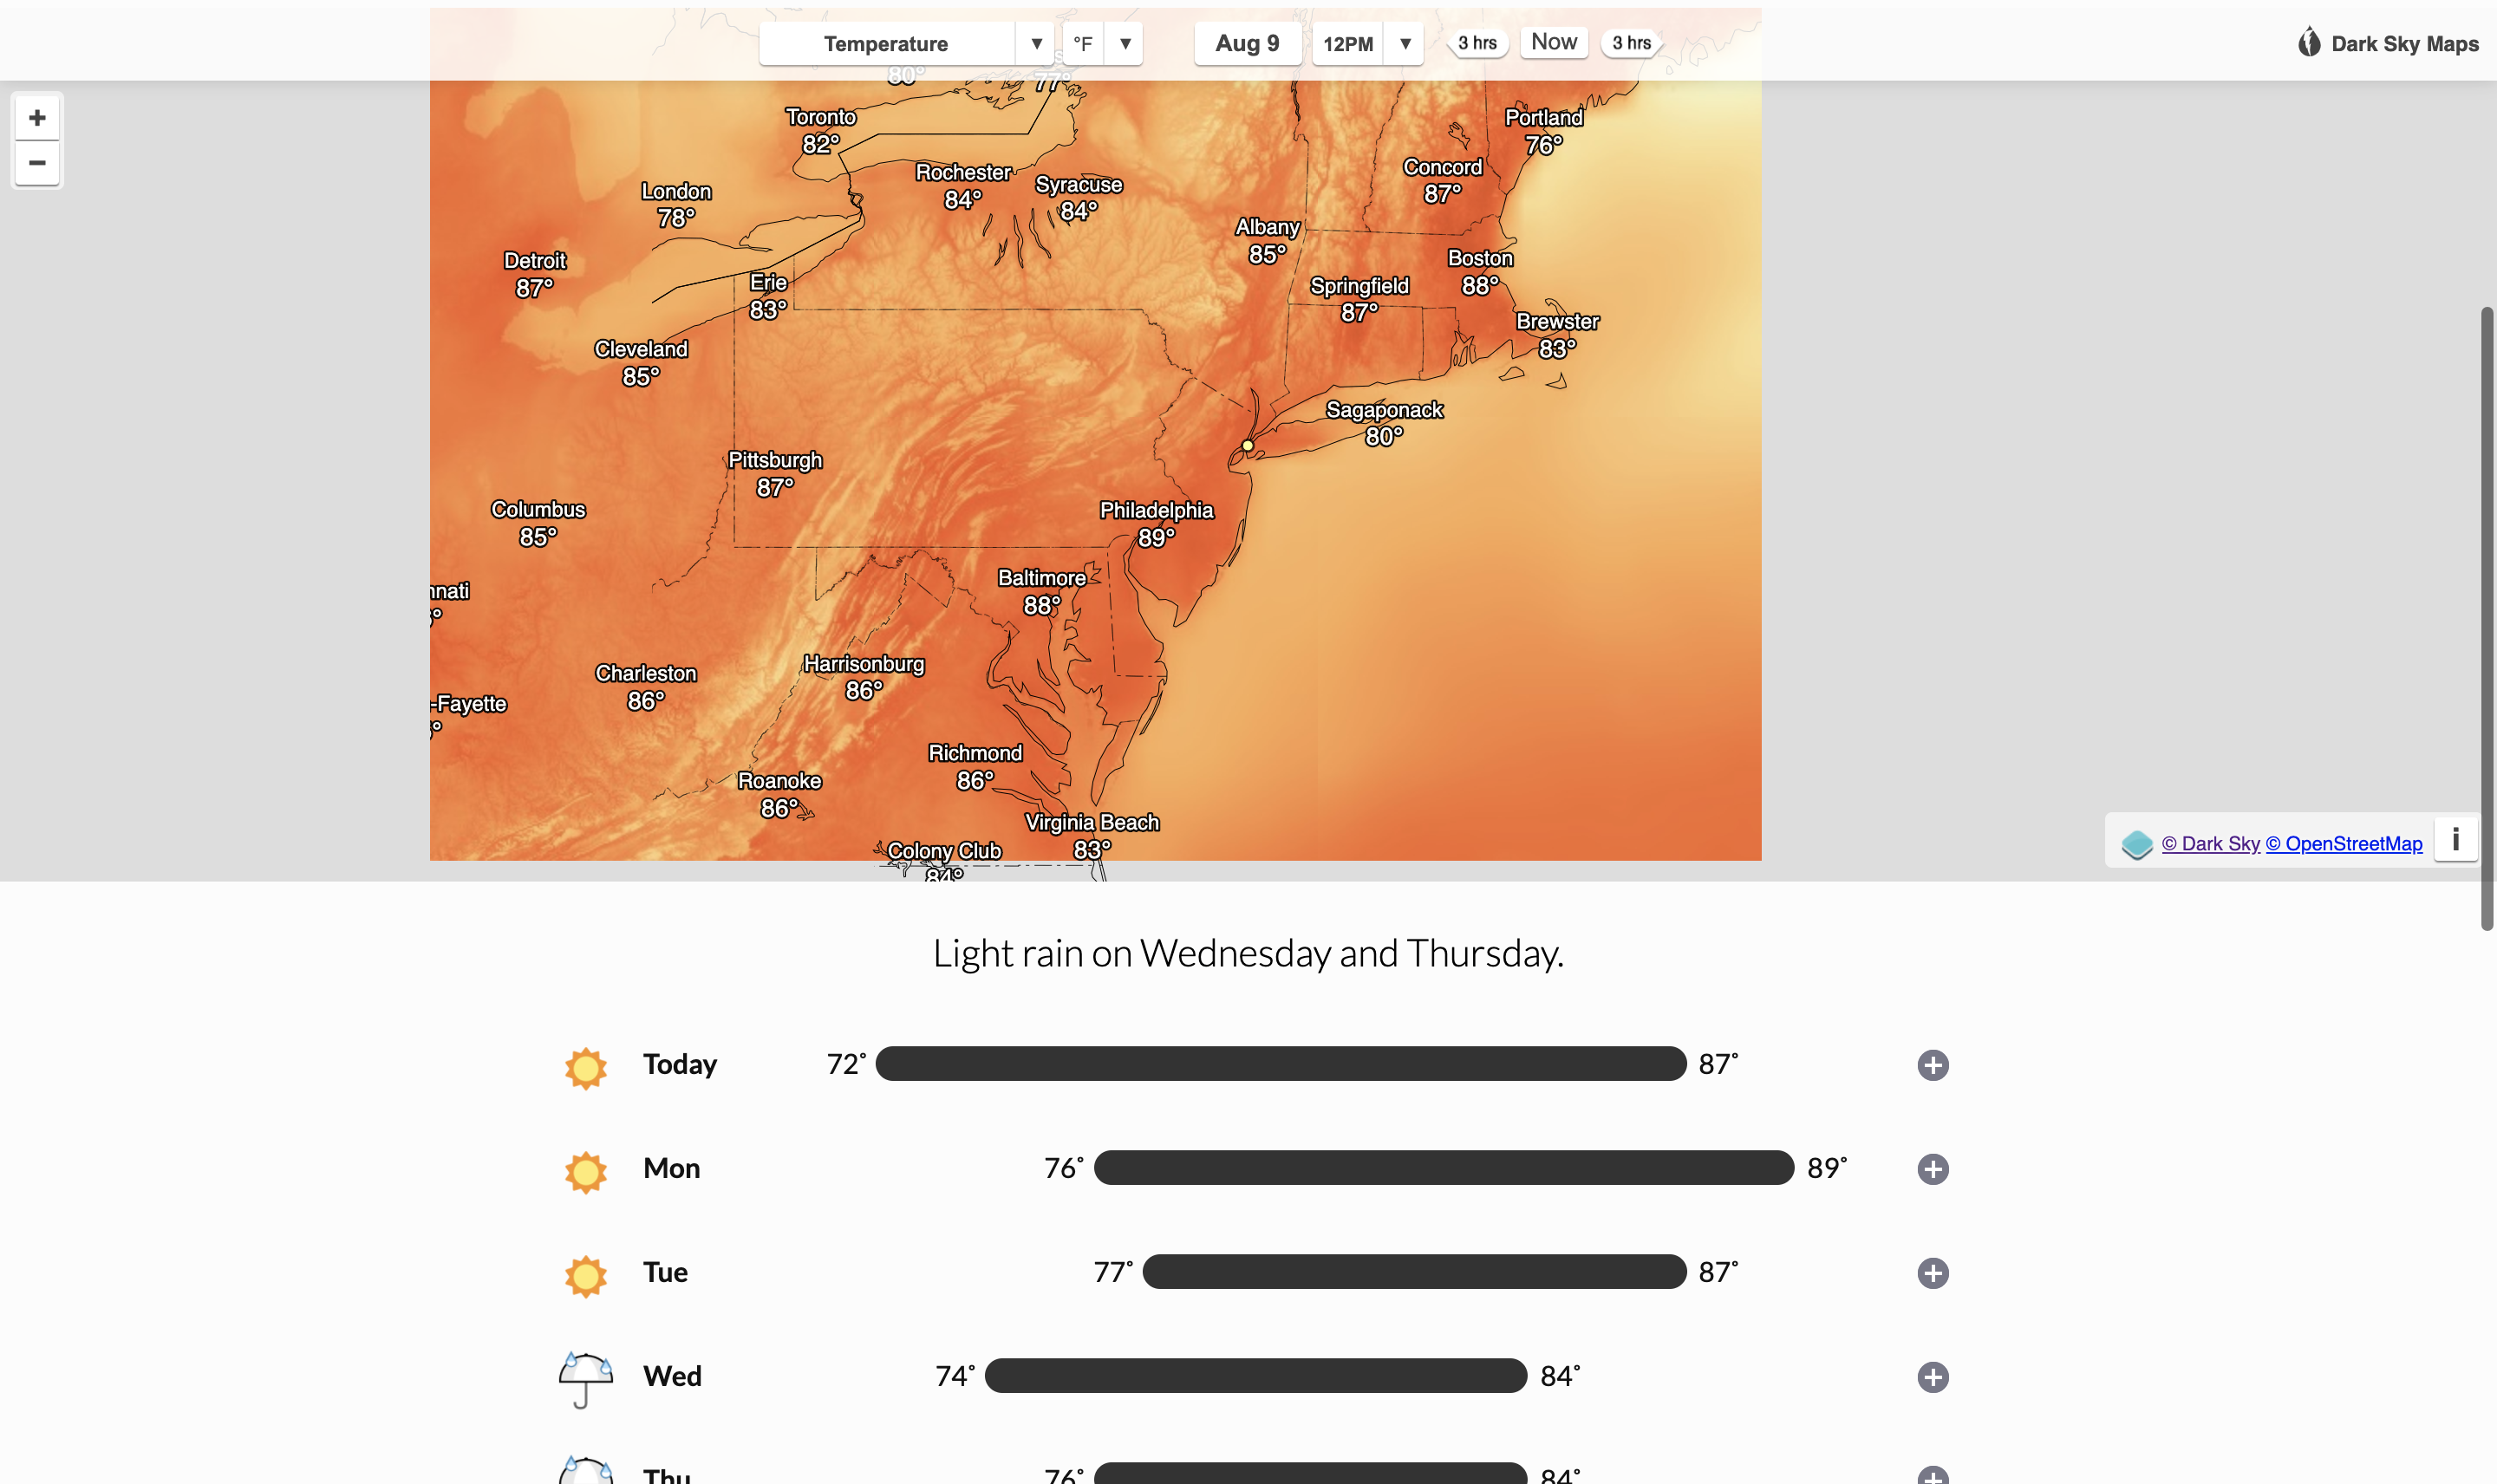 Temperature ▼ °F ▼ Aug 9 12PM ▼ 3 hrs Now 3 hrs Dark Sky Maps
80°
77°
+
−
Toronto
82°
Portland
76°
Rochester
84°
Syracuse
84°
Concord
87°
London
78°
Albany
85°
Detroit
87°
Erie
83°
Springfield
87°
Boston
88°
Brewster
83°
Cleveland
85°
Sagaponack
80°
Pittsburgh
87°
Columbus
85°
Philadelphia
89°
nnati
Baltimore
88°
Charleston
86°
Harrisonburg
86°
-Fayette
Richmond
86°
Roanoke
86°
Virginia Beach
83°
Colony Club
84°
© Dark Sky © OpenStreetMap i
Light rain on Wednesday and Thursday.
Today 72° 87°
Mon 76° 89°
Tue 77° 87°
Wed 74° 84°
Thu 76° 84°